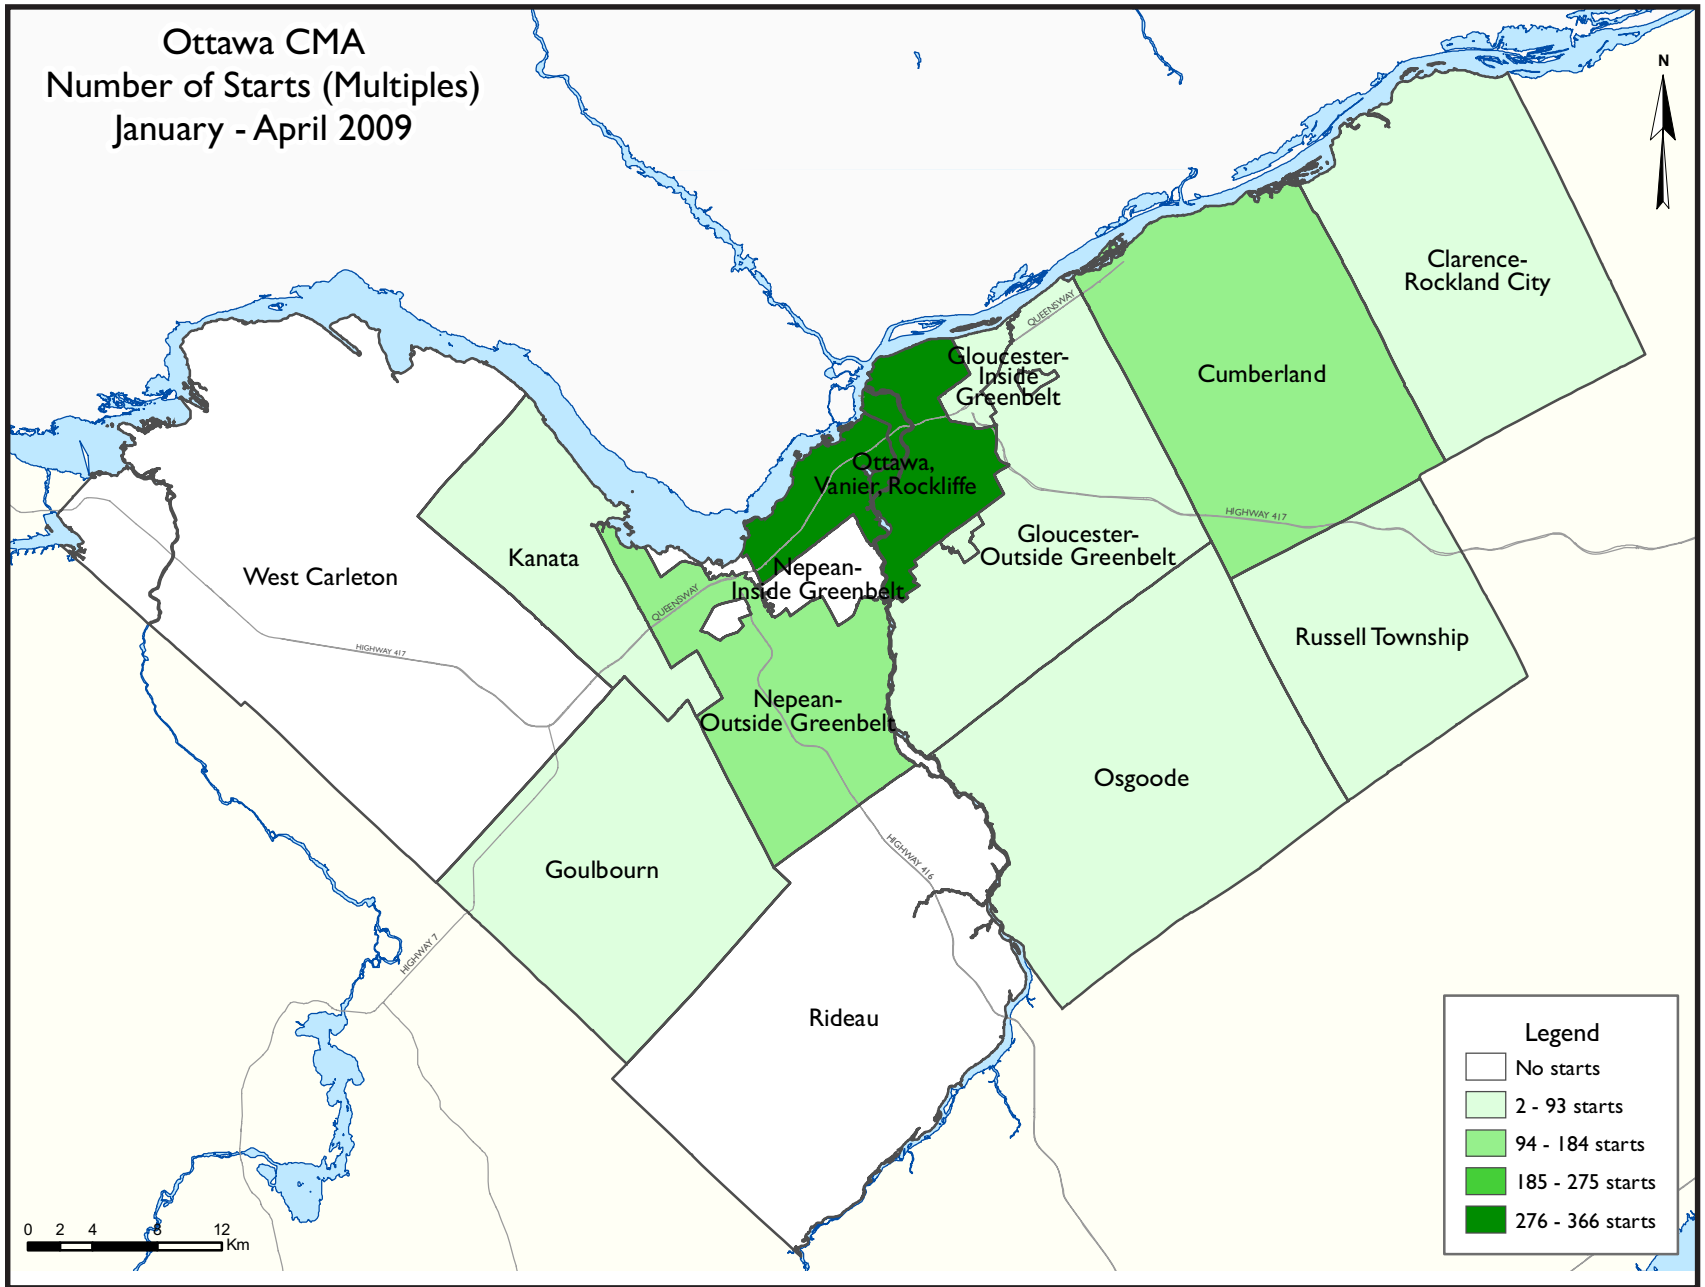 Ottawa CMA
Number of Starts (Multiples)
January - April 2009
N
Clarence-
Rockland City
QUEENSWAY
Gloucester-
Inside
Greenbelt
Cumberland
Ottawa,
Vanier, Rockliffe
HIGHWAY 417
Gloucester-
Outside Greenbelt
Kanata
West Carleton
Nepean-
Inside Greenbelt
QUEENSWAY
Russell Township
HIGHWAY 417
Nepean-
Outside Greenbelt
Osgoode
Goulbourn
HIGHWAY 416
HIGHWAY 7
Rideau
Legend
No starts
2 - 93 starts
94 - 184 starts
185 - 275 starts
276 - 366 starts
0 2 4 8 12
Km